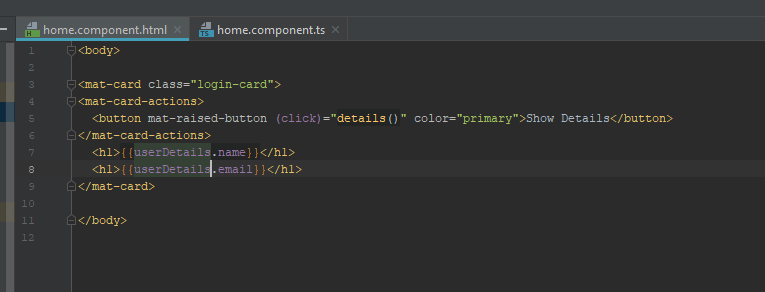 home.component.html × home.component.ts ×
1 <body>
2
3 <mat-card class="login-card">
4 <mat-card-actions>
5 <button mat-raised-button (click)="details()" color="primary">Show Details</button>
6 </mat-card-actions>
7 <h1>{{userDetails.name}}</h1>
8 <h1>{{userDetails.email}}</h1>
9 </mat-card>
10
11 </body>
12